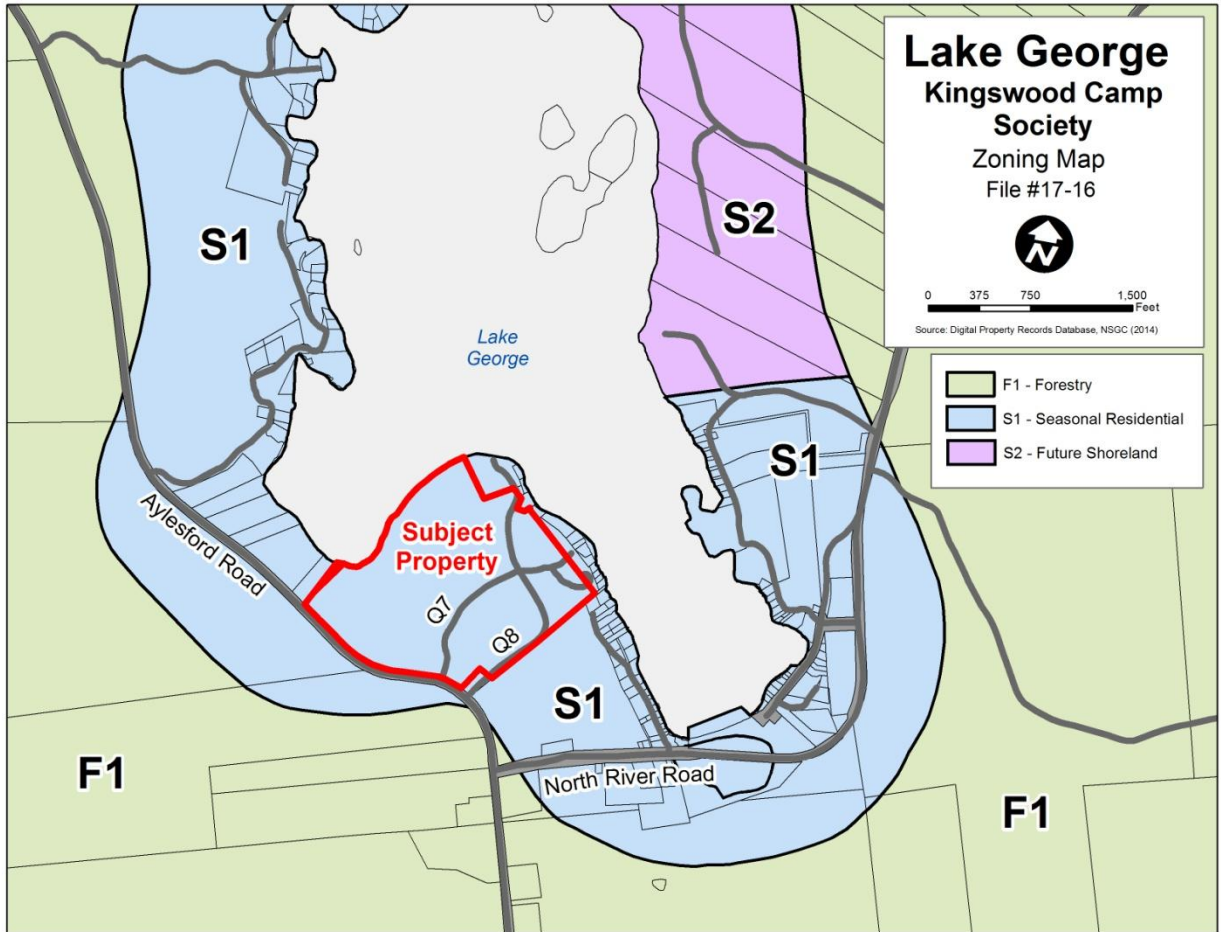 Lake George
Kingswood Camp
Society
Zoning Map
File #17-16
N
0 375 750 1,500
Feet
Source: Digital Property Records Database, NSGC (2014)
F1 - Forestry
S1 - Seasonal Residential
S2 - Future Shoreland
S1
S2
Lake
George
S1
Aylesford Road
Subject
Property
Q7
Q8
S1
F1
North River Road
F1